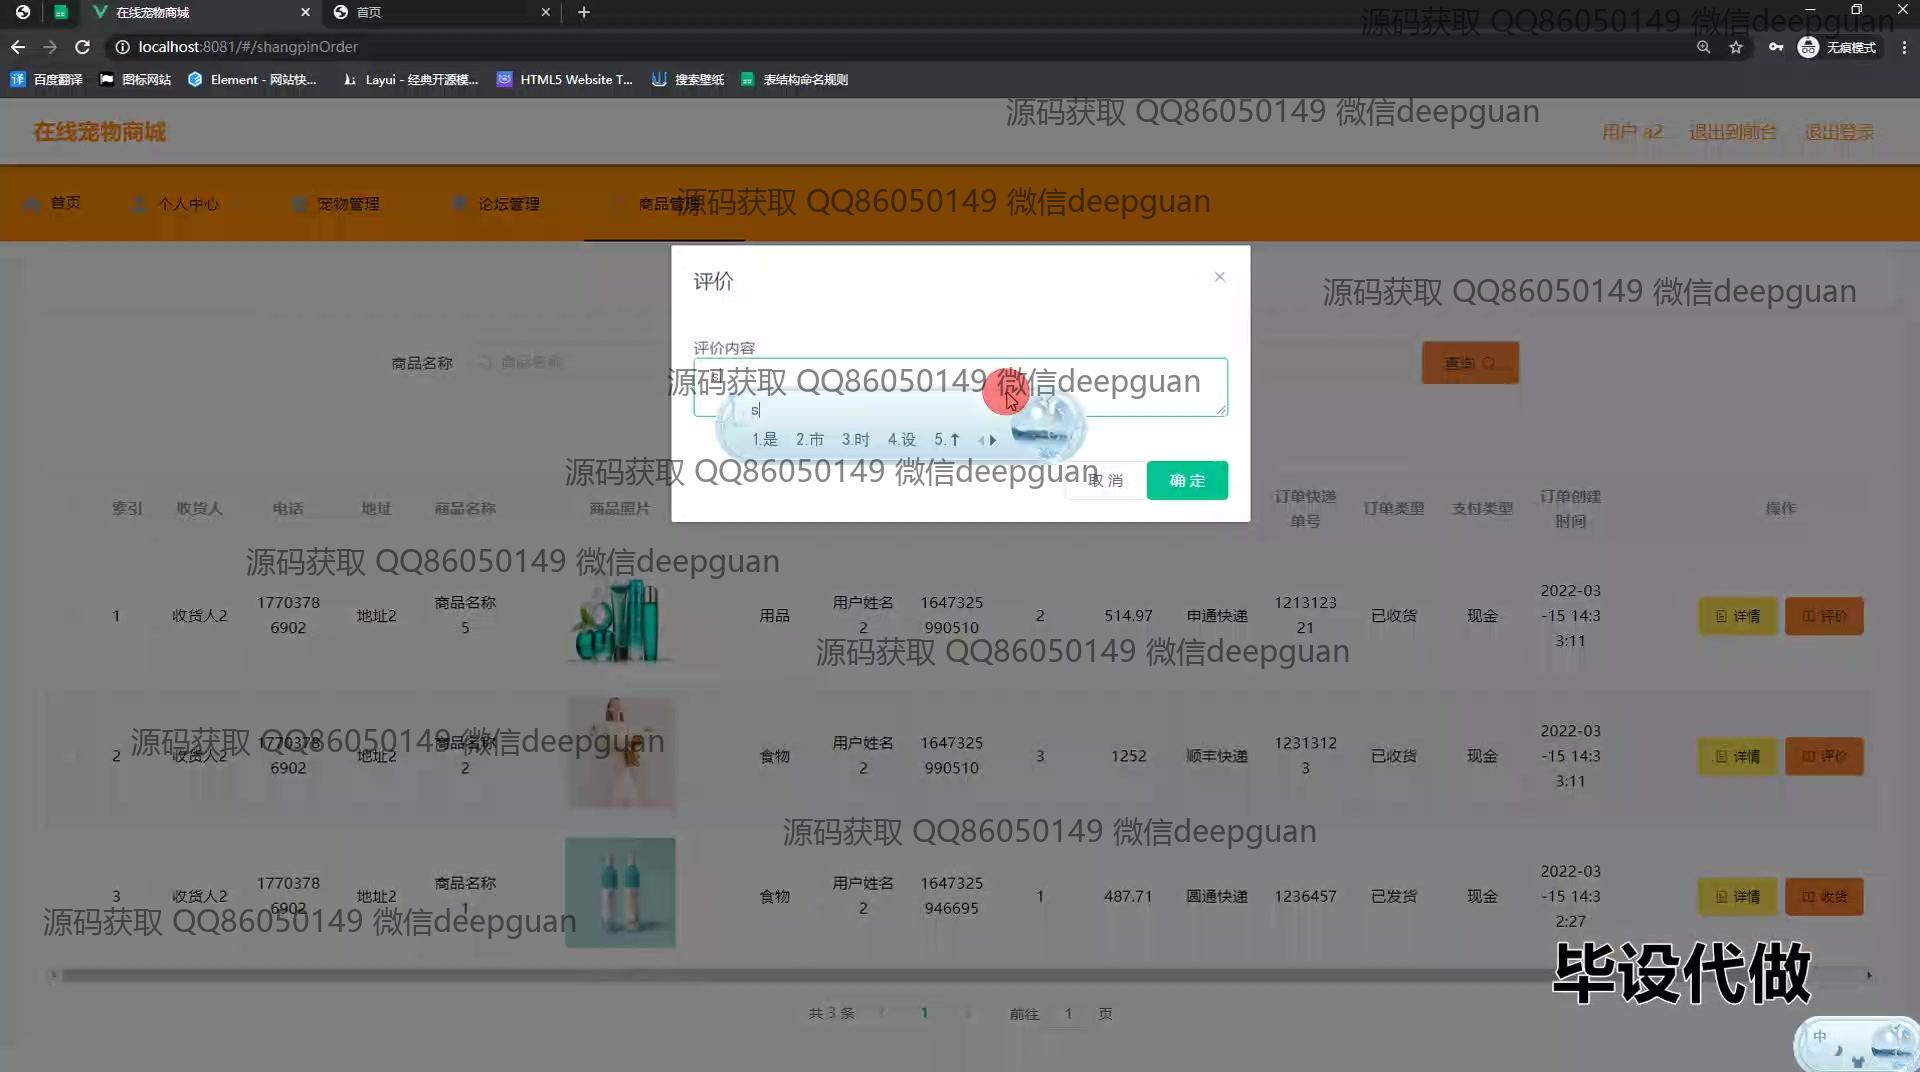 在线宠物商城
首页
localhost:8081/#/shangpinOrder
无痕模式
百度翻译
图标网站
Element - 网站快...
Layui - 经典开源模...
HTML5 Website T...
搜索壁纸
表结构命名规则
源码获取 QQ86050149 微信deepguan
源码获取 QQ86050149 微信deepguan
在线宠物商城
用户 a2
退出到前台
退出登录
首页
个人中心
宠物管理
论坛管理
商品管理
源码获取 QQ86050149 微信deepguan
评价
源码获取 QQ86050149 微信deepguan
评价内容
商品名称
商品名称
查询
源码获取 QQ86050149 微信deepguan
s
1.是 2.市 3.时 4.设 5.↑
源码获取 QQ86050149 微信deepguan
取消
确定
索引 收货人 电话 地址 商品名称 商品照片 订单快递单号 订单类型 支付类型 订单创建时间 操作
源码获取 QQ86050149 微信deepguan
1 收货人2 17703786902 地址2 商品名称5 用品 用户姓名2 1647325990510 2 514.97 申通快递 121312321 已收货 现金 2022-03-15 14:33:11 详情 评价
源码获取 QQ86050149 微信deepguan
2 收货人2 17703786902 地址2 商品名称2 食物 用户姓名2 1647325990510 3 1252 顺丰快递 12313123 已收货 现金 2022-03-15 14:33:11 详情 评价
源码获取 QQ86050149 微信deepguan
源码获取 QQ86050149 微信deepguan
3 收货人2 17703786902 地址2 商品名称1 食物 用户姓名2 1647325946695 1 487.71 圆通快递 1236457 已发货 现金 2022-03-15 14:32:27 详情 收货
源码获取 QQ86050149 微信deepguan
毕设代做
共 3 条
1
前往 1 页
中